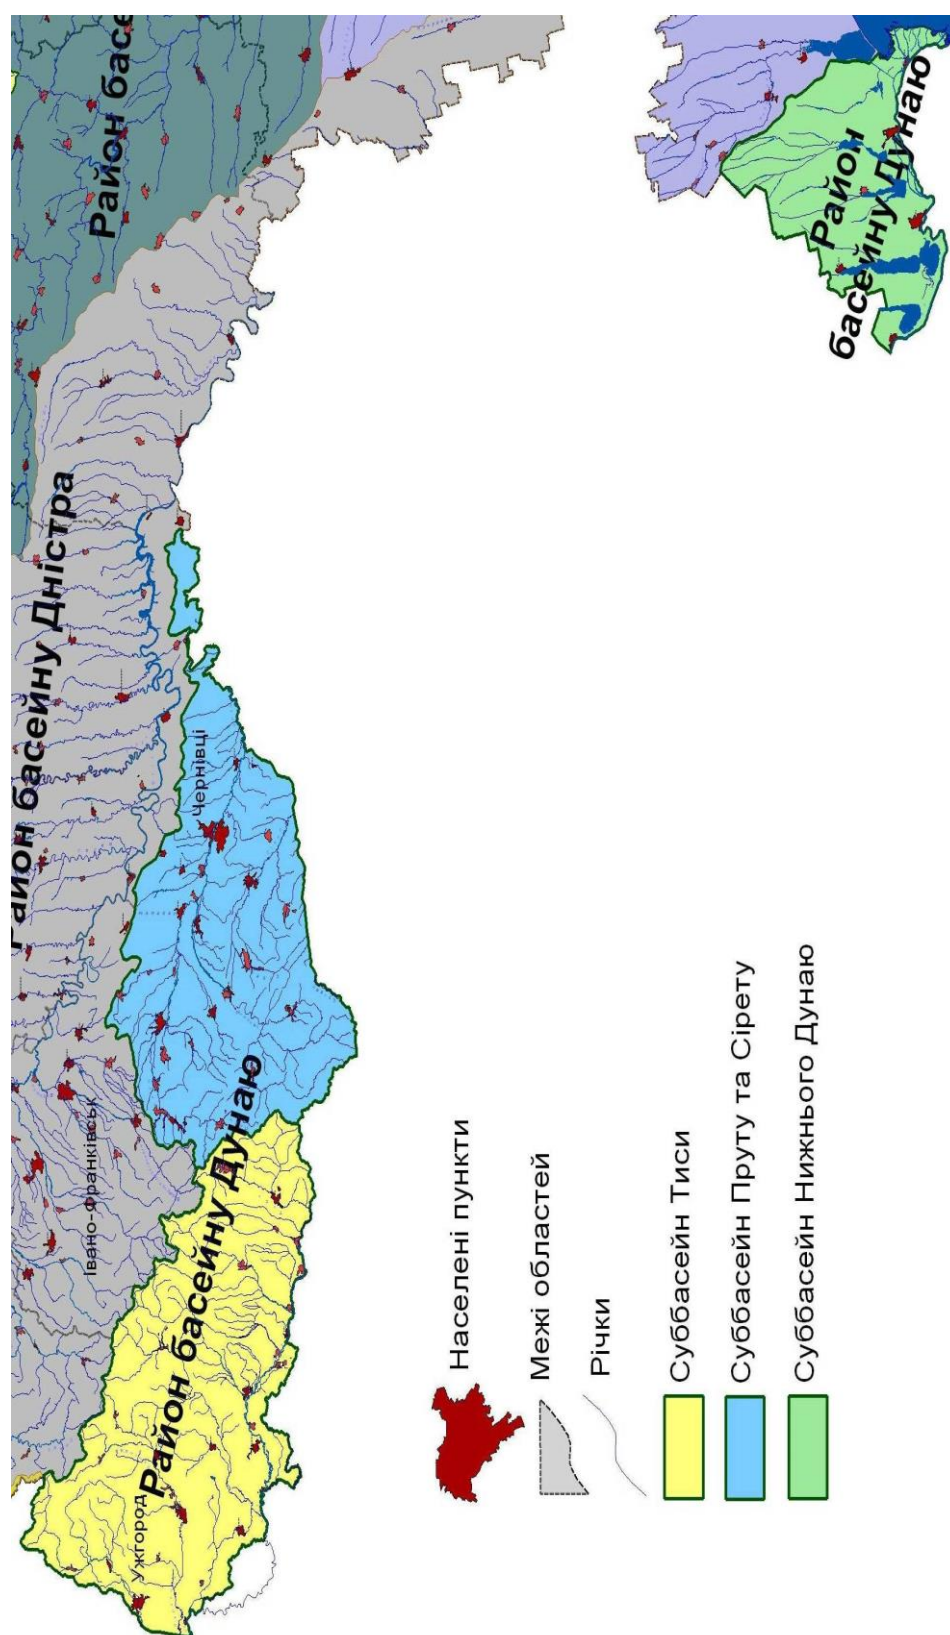 Район басе
Район басейну Дністра
Район
басейну Дунаю
Район басейну Дунаю
Чернівці
Івано-Франківськ
Ужгород
Населені пункти
Межі областей
Річки
Суббасейн Тиси
Суббасейн Пруту та Сірету
Суббасейн Нижнього Дунаю